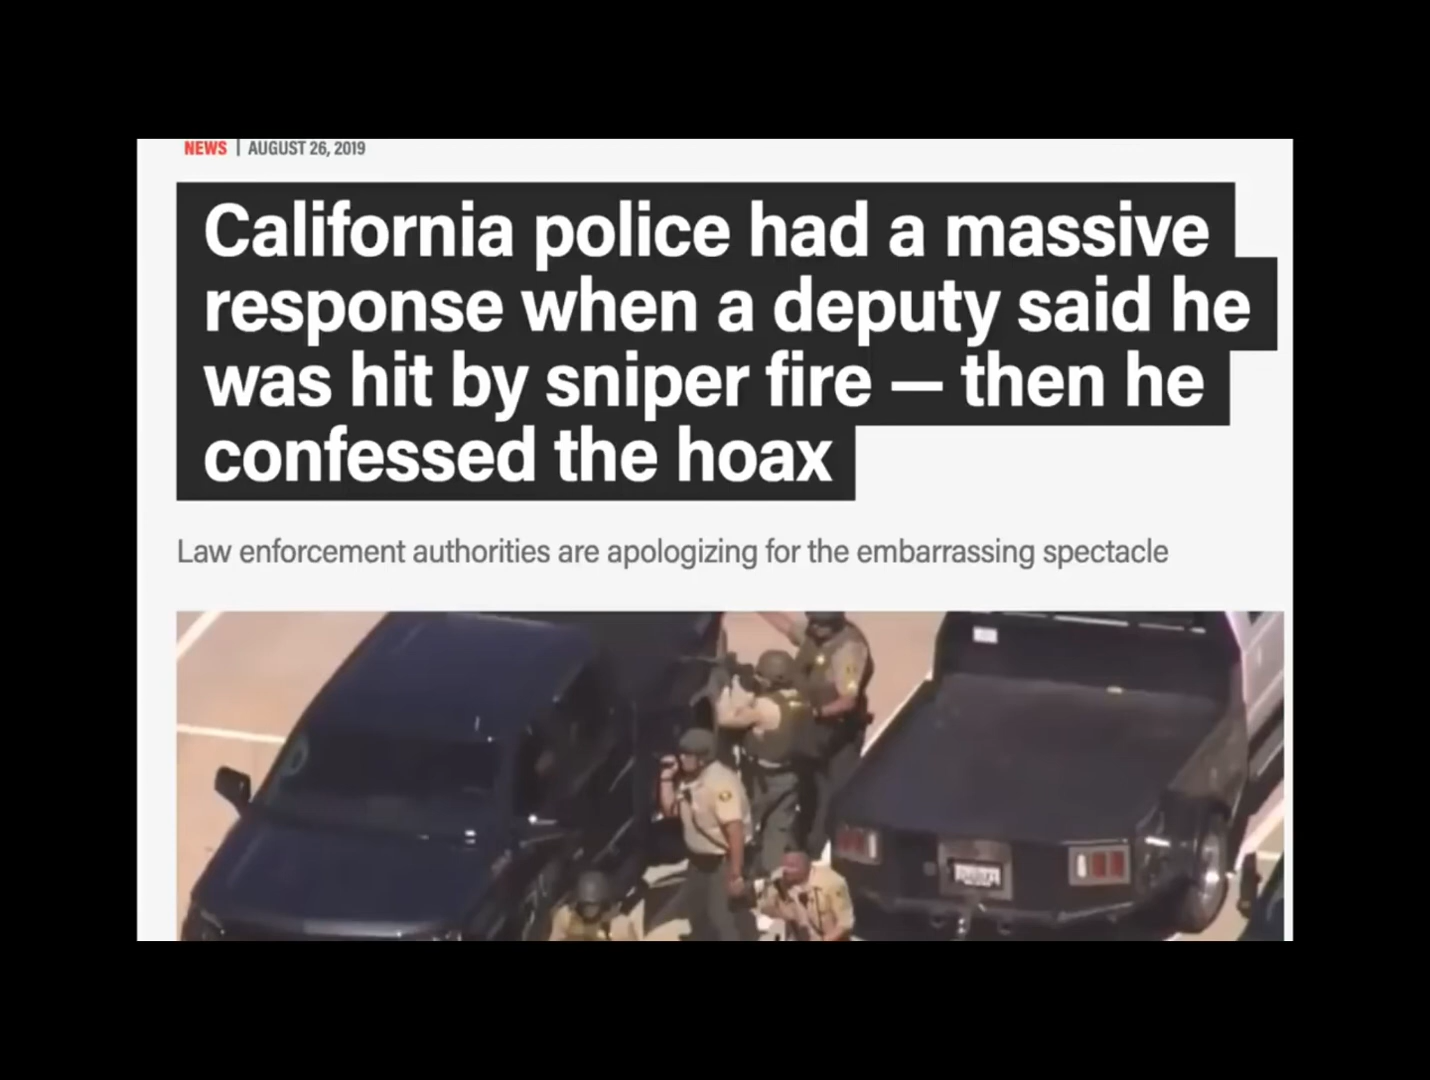 NEWS | AUGUST 26, 2019
California police had a massive
response when a deputy said he
was hit by sniper fire — then he
confessed the hoax
Law enforcement authorities are apologizing for the embarrassing spectacle